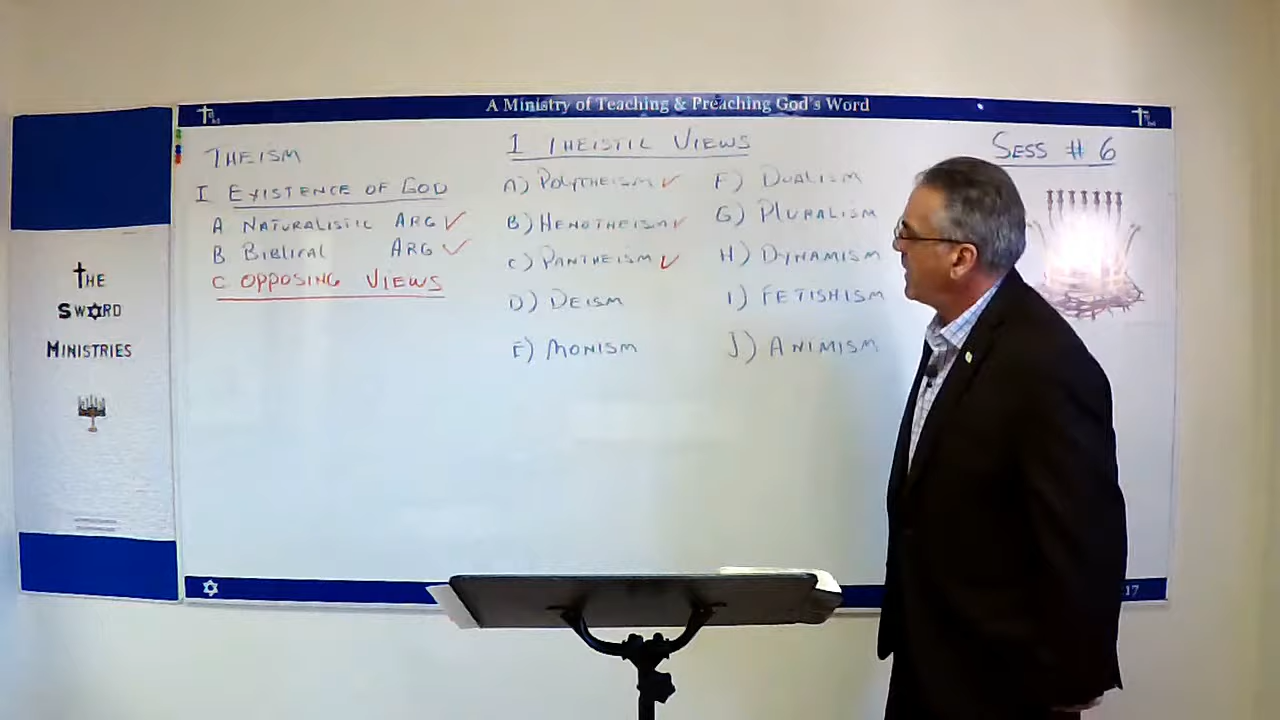 A Ministry of Teaching & Preaching God's Word
THE
SWORD
MINISTRIES
THEISM
I EXISTENCE OF GOD
A NATURALISTIC ARG ✓
B BIBLICAL ARG ✓
C OPPOSING VIEWS
I THEISTIC VIEWS
A) POLYTHEISM ✓
B) HENOTHEISM ✓
C) PANTHEISM ✓
D) DEISM
E) MONISM
F) DUALISM
G) PLURALISM
H) DYNAMISM
I) FETISHISM
J) ANIMISM
SESS # 6
17